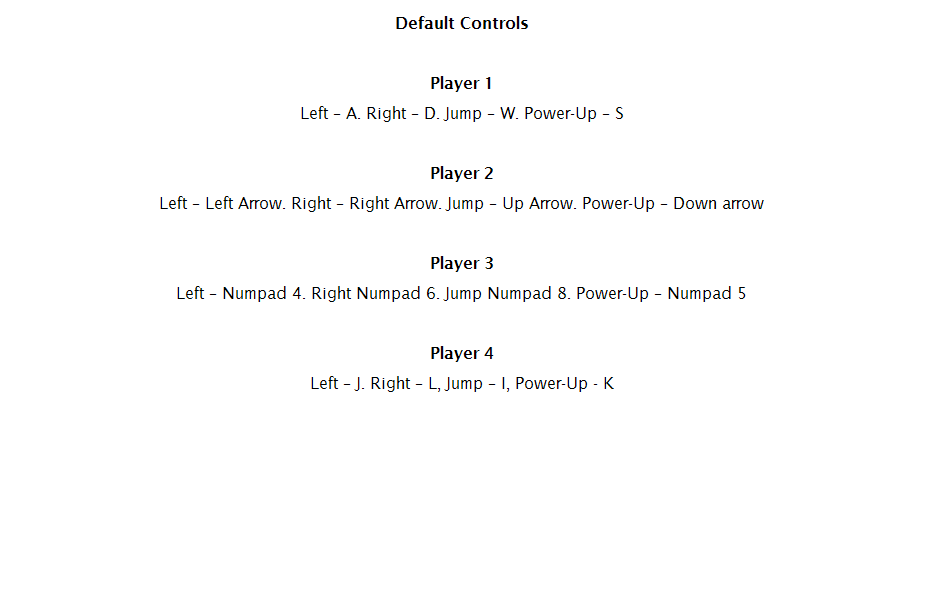 Default Controls
Player 1
Left – A. Right – D. Jump – W. Power-Up – S
Player 2
Left – Left Arrow. Right – Right Arrow. Jump – Up Arrow. Power-Up – Down arrow
Player 3
Left – Numpad 4. Right Numpad 6. Jump Numpad 8. Power-Up – Numpad 5
Player 4
Left – J. Right – L, Jump – I, Power-Up - K